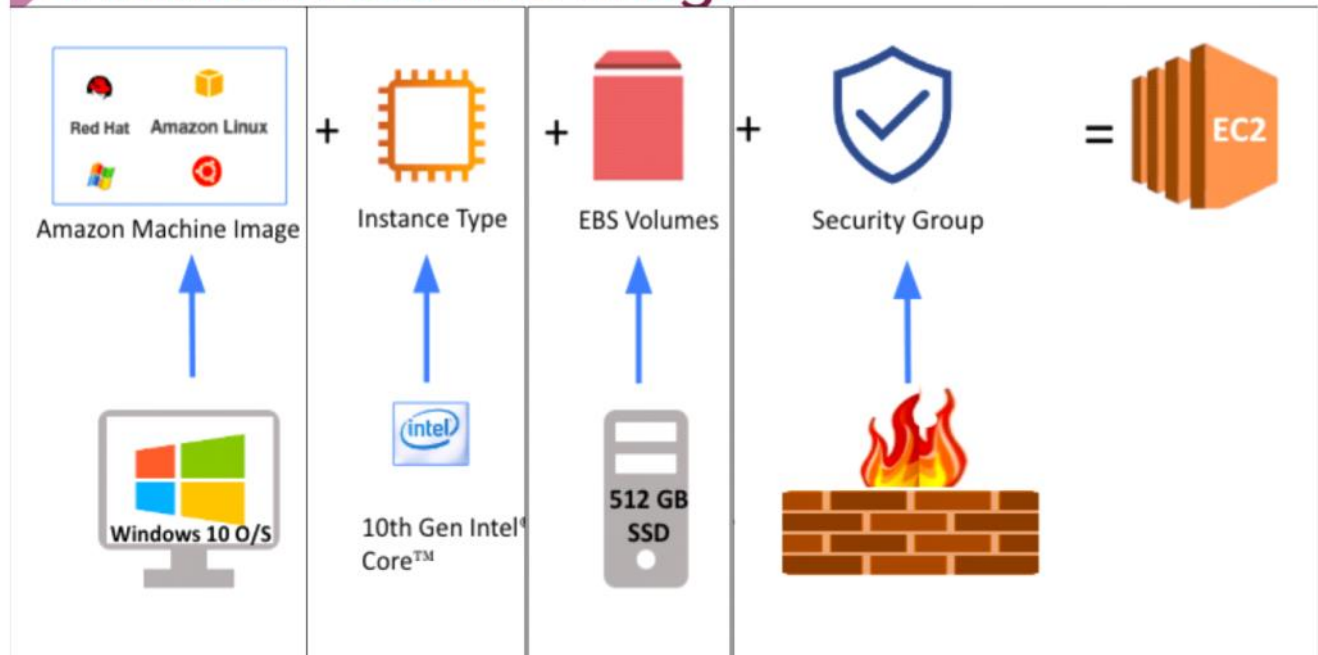 Red Hat
Amazon Linux
+
+
+
=
EC2
Amazon Machine Image
Instance Type
EBS Volumes
Security Group
Windows 10 O/S
intel
10th Gen Intel®
Core™
512 GB
SSD